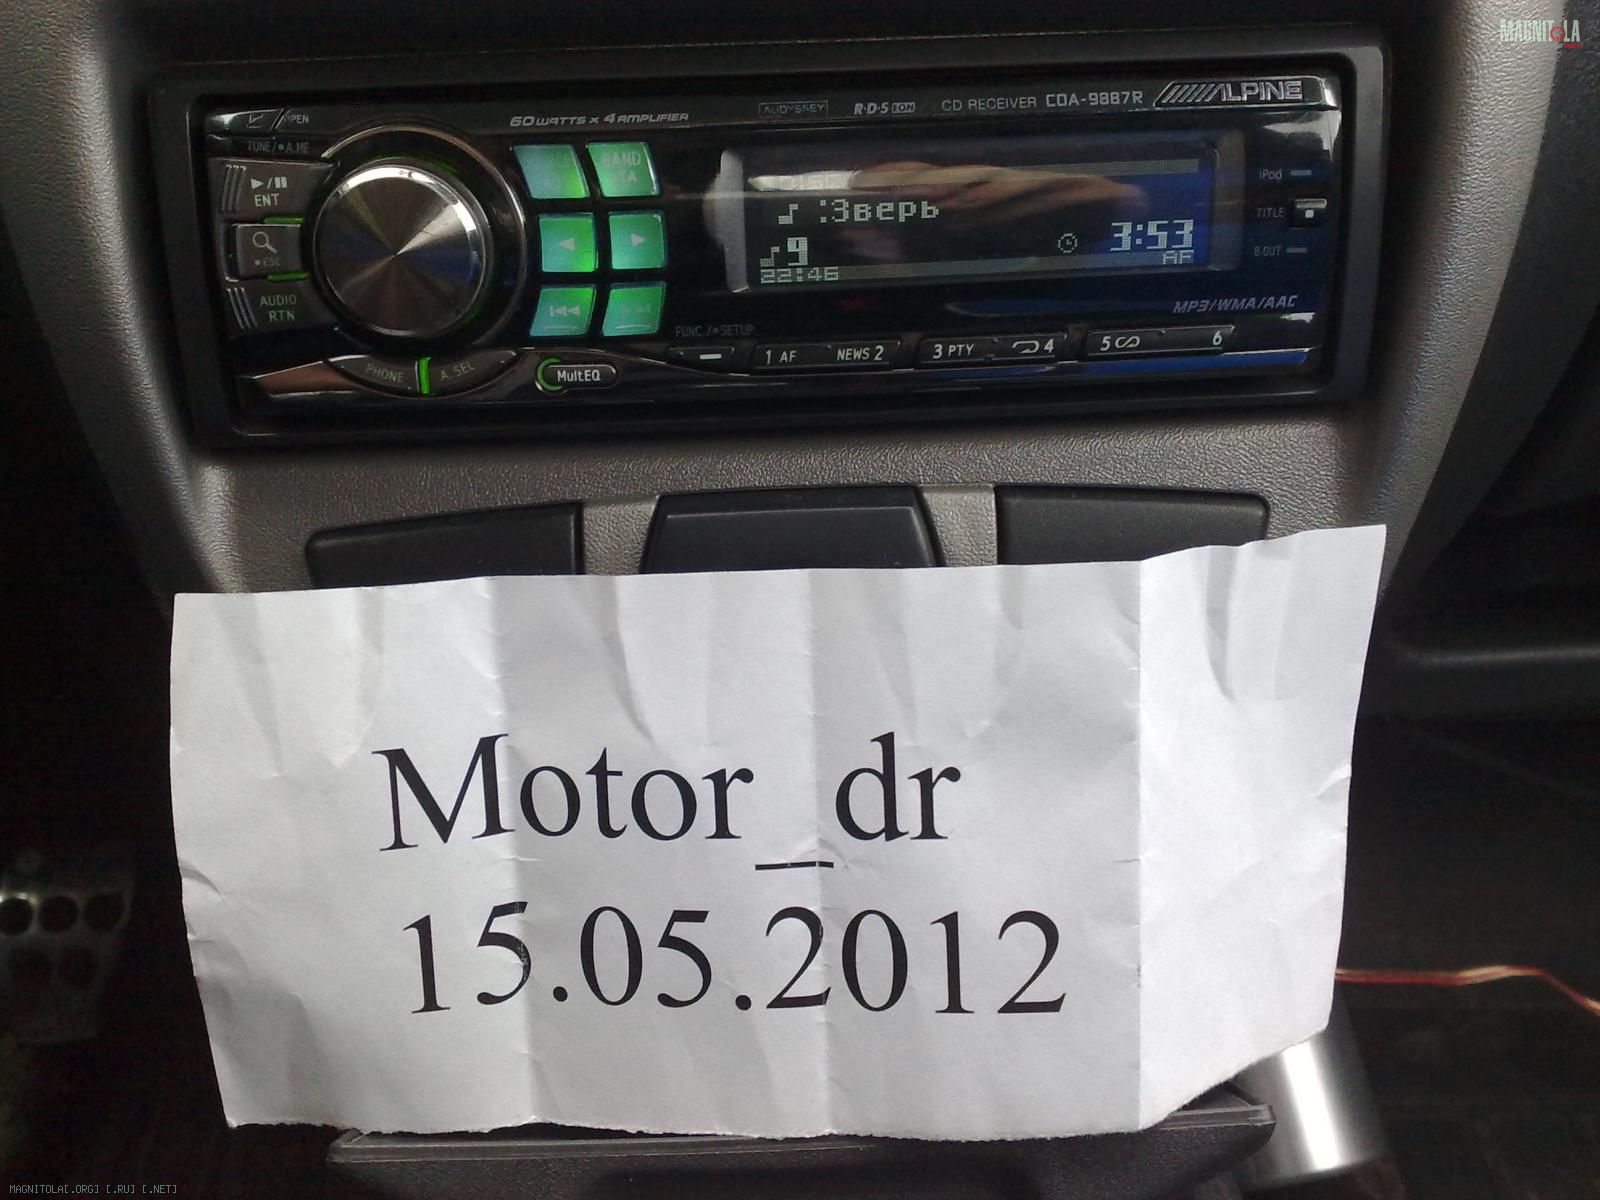 MAGNITOLA
OPEN
60 WATTS x 4 AMPLIFIER
AUDYSSEY
R·D·S EON
CD RECEIVER CDA-9887R
ALPINE
TUNE/●A.ME
BAND
TA
▶/❚❚
ENT
iPod
:Зверь
TITLE
●ESC
9
3:53
B.OUT
AF
22:46
AUDIO
RTN
MP3/WMA/AAC
FUNC./●SETUP
1 AF
NEWS 2
3 PTY
4
5
6
PHONE
A.SEL
MultEQ
Motor_dr
15.05.2012
MAGNITOLA[.ORG] [.RU] [.NET]